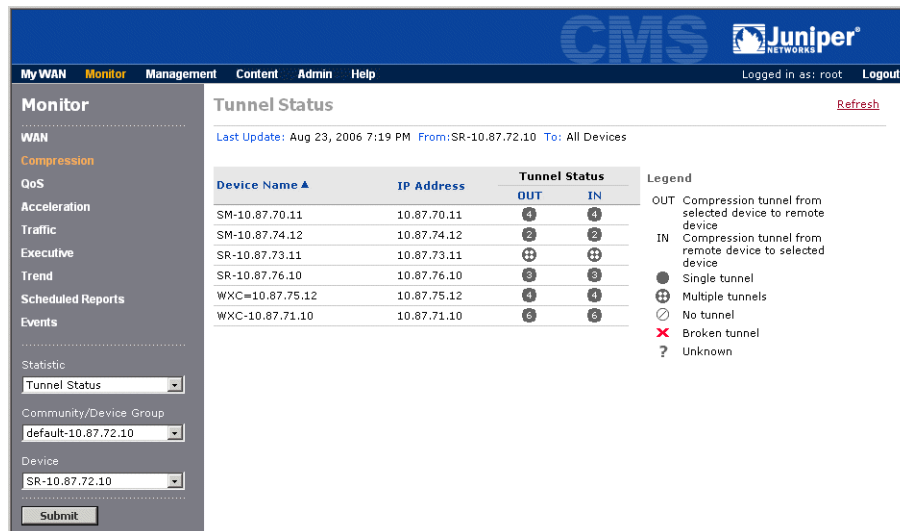 CMS
Juniper®
NETWORKS
My WAN Monitor Management Content Admin Help
Logged in as: root Logout
Monitor
WAN
Compression
QoS
Acceleration
Traffic
Executive
Trend
Scheduled Reports
Events
Statistic
Tunnel Status
Community/Device Group
default-10.87.72.10
Device
SR-10.87.72.10
Submit
Tunnel Status
Refresh
Last Update: Aug 23, 2006 7:19 PM From:SR-10.87.72.10 To: All Devices
Device Name IP Address Tunnel Status
OUT IN
SM-10.87.70.11 10.87.70.11 4 4
SM-10.87.74.12 10.87.74.12 2 2
SR-10.87.73.11 10.87.73.11
SR-10.87.76.10 10.87.76.10 3 3
WXC=10.87.75.12 10.87.75.12 4 4
WXC-10.87.71.10 10.87.71.10 6 6
Legend
OUT Compression tunnel from
selected device to remote
device
IN Compression tunnel from
remote device to selected
device
Single tunnel
Multiple tunnels
No tunnel
Broken tunnel
? Unknown